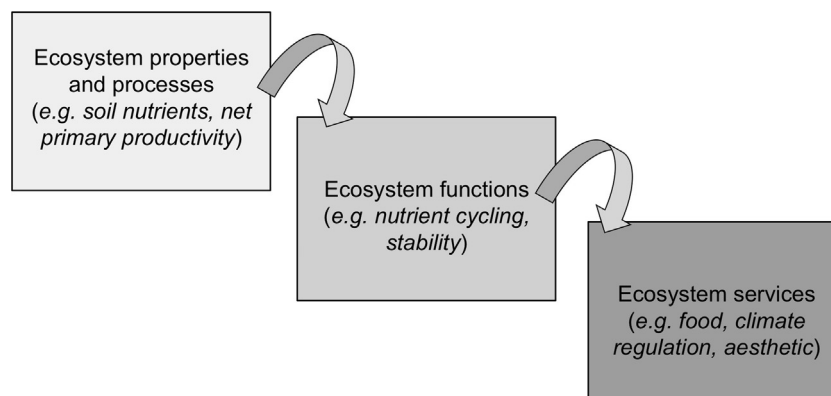 Ecosystem properties
and processes
(e.g. soil nutrients, net
primary productivity)
Ecosystem functions
(e.g. nutrient cycling,
stability)
Ecosystem services
(e.g. food, climate
regulation, aesthetic)